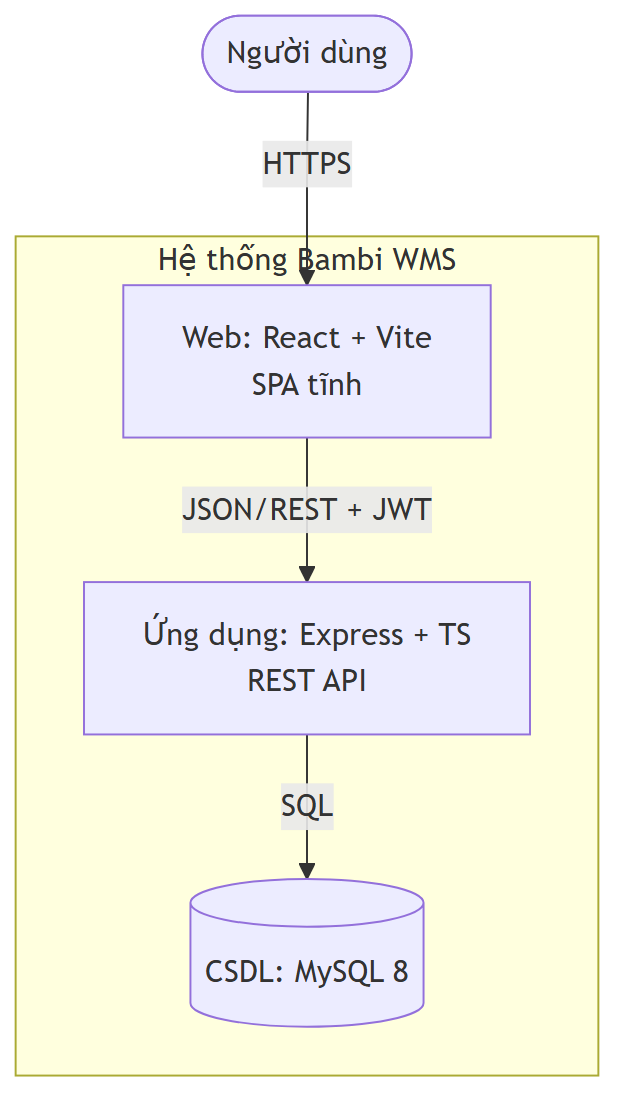 Người dùng
HTTPS
Hệ thống Bambi WMS
Web: React + Vite
SPA tĩnh
JSON/REST + JWT
Ứng dụng: Express + TS
REST API
SQL
CSDL: MySQL 8